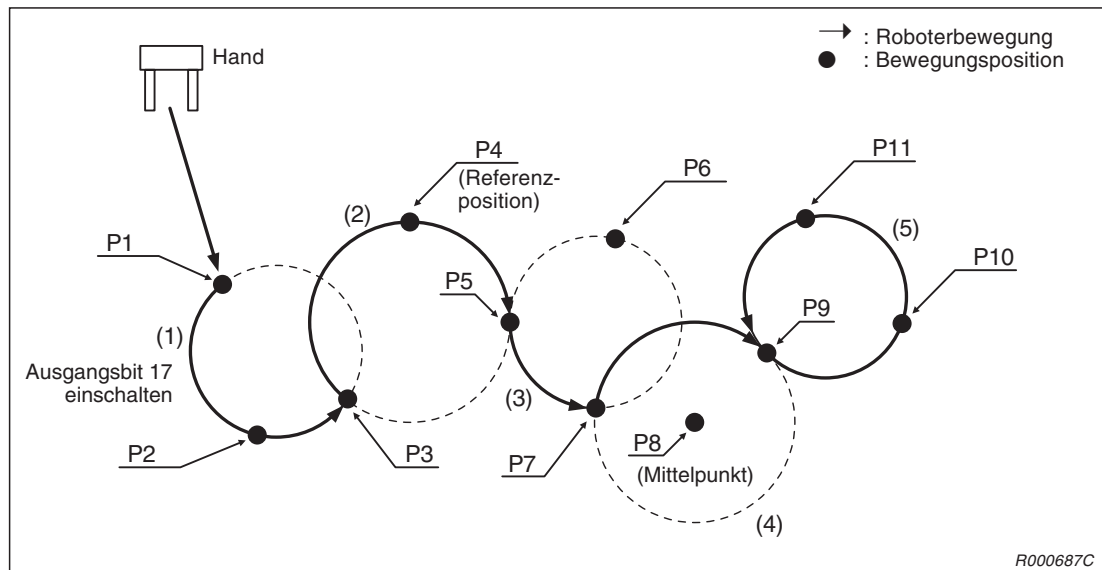 Hand
: Roboterbewegung
: Bewegungsposition
P4
(Referenz-
position)
P6
P11
(2)
(5)
P1
P5
P10
P9
(1)
Ausgangsbit 17
einschalten
(3)
P2
P3
P7
P8
(Mittelpunkt)
(4)
R000687C